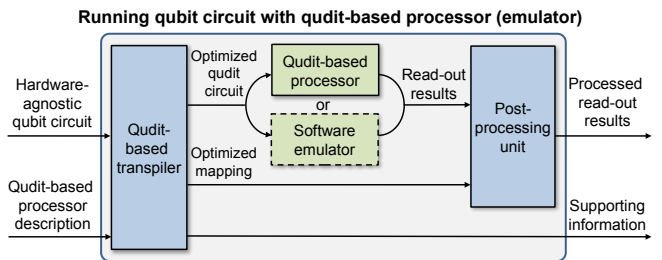 Running qubit circuit with qudit-based processor (emulator)
Hardware-
agnostic
qubit circuit
Qudit-based
processor
description
Qudit-
based
transpiler
Optimized
qudit
circuit
Optimized
mapping
Qudit-based
processor
or
Software
emulator
Read-out
results
Post-
processing
unit
Processed
read-out
results
Supporting
information